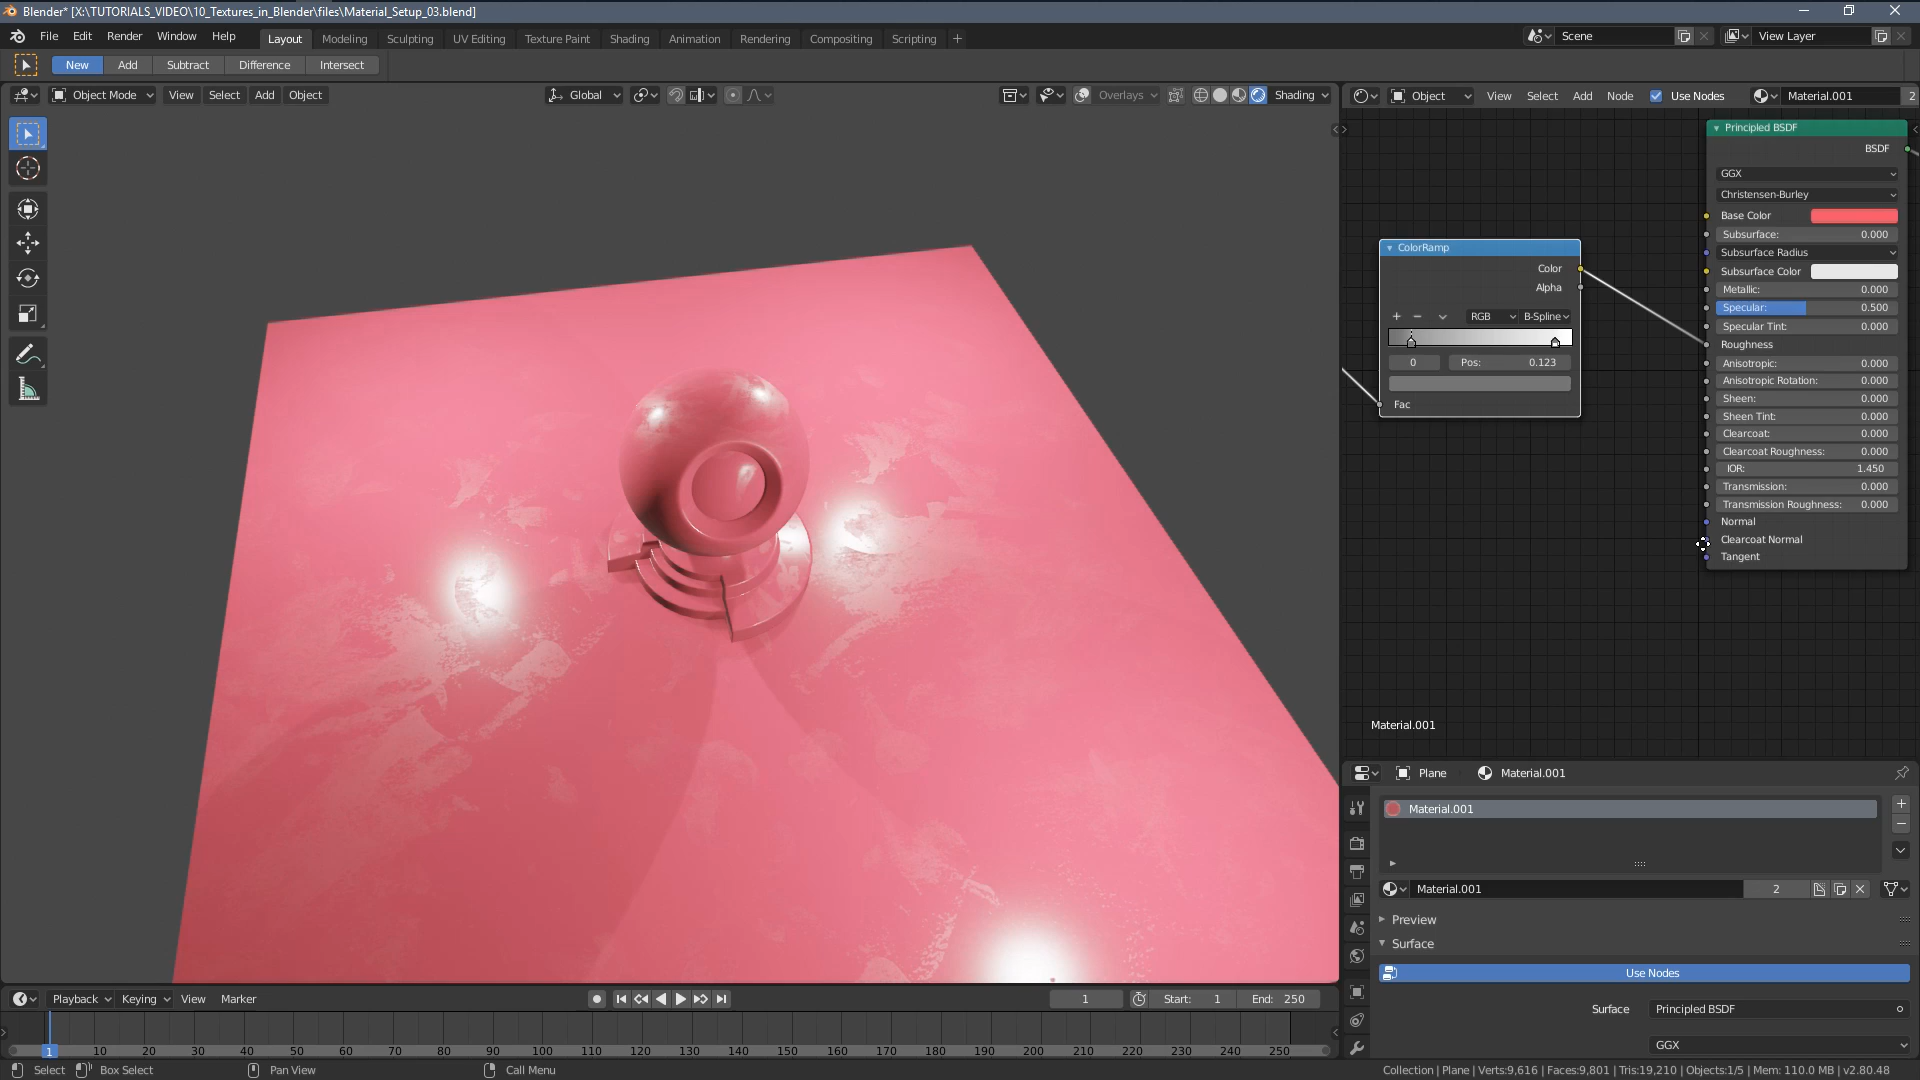 Blender* [X:\TUTORIALS_VIDEO\10_Textures_in_Blender\files\Material_Setup_03.blend]
File Edit Render Window Help Layout Modeling Sculpting UV Editing Texture Paint Shading Animation Rendering Compositing Scripting + Scene View Layer
New Add Subtract Difference Intersect
Object Mode View Select Add Object Global Overlays Shading Object View Select Add Node Use Nodes Material.001 2
Principled BSDF
BSDF
GGX
Christensen-Burley
Base Color
Subsurface: 0.000
Subsurface Radius
Subsurface Color
Metallic: 0.000
Specular: 0.500
Specular Tint: 0.000
Roughness
Anisotropic: 0.000
Anisotropic Rotation: 0.000
Sheen: 0.000
Sheen Tint: 0.000
Clearcoat: 0.000
Clearcoat Roughness: 0.000
IOR: 1.450
Transmission: 0.000
Transmission Roughness: 0.000
Normal
Clearcoat Normal
Tangent
ColorRamp
Color
Alpha
+ − RGB B-Spline
0 Pos: 0.123
Fac
Material.001
Plane Material.001
Material.001
Material.001 2
Preview
Surface
Use Nodes
Surface Principled BSDF
GGX
Playback Keying View Marker 1 Start: 1 End: 250
1 10 20 30 40 50 60 70 80 90 100 110 120 130 140 150 160 170 180 190 200 210 220 230 240 250
Select Box Select Pan View Call Menu Collection | Plane | Verts:9,616 | Faces:9,801 | Tris:19,210 | Objects:1/5 | Mem: 110.0 MB | v2.80.48